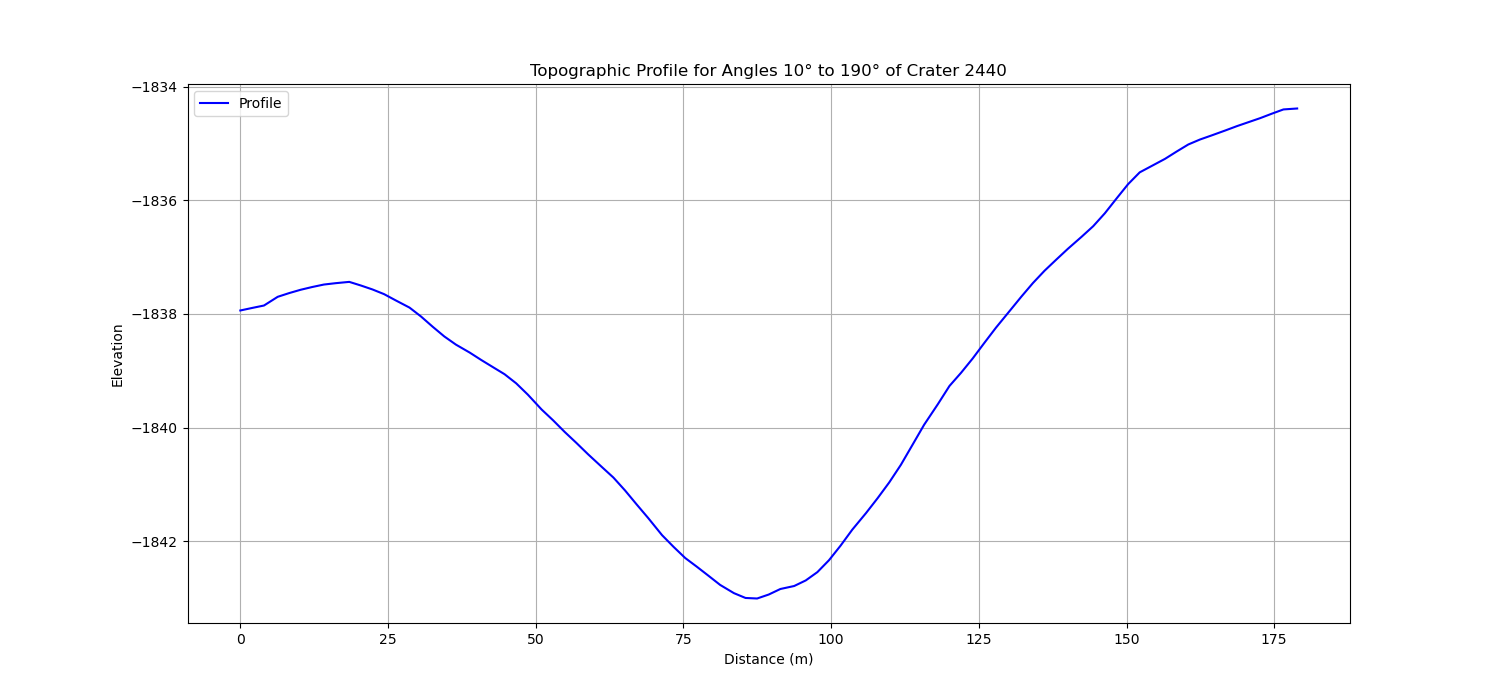 Topographic Profile for Angles 10° to 190° of Crater 2440
Profile
−1834
−1836
−1838
−1840
−1842
Elevation
0 25 50 75 100 125 150 175
Distance (m)